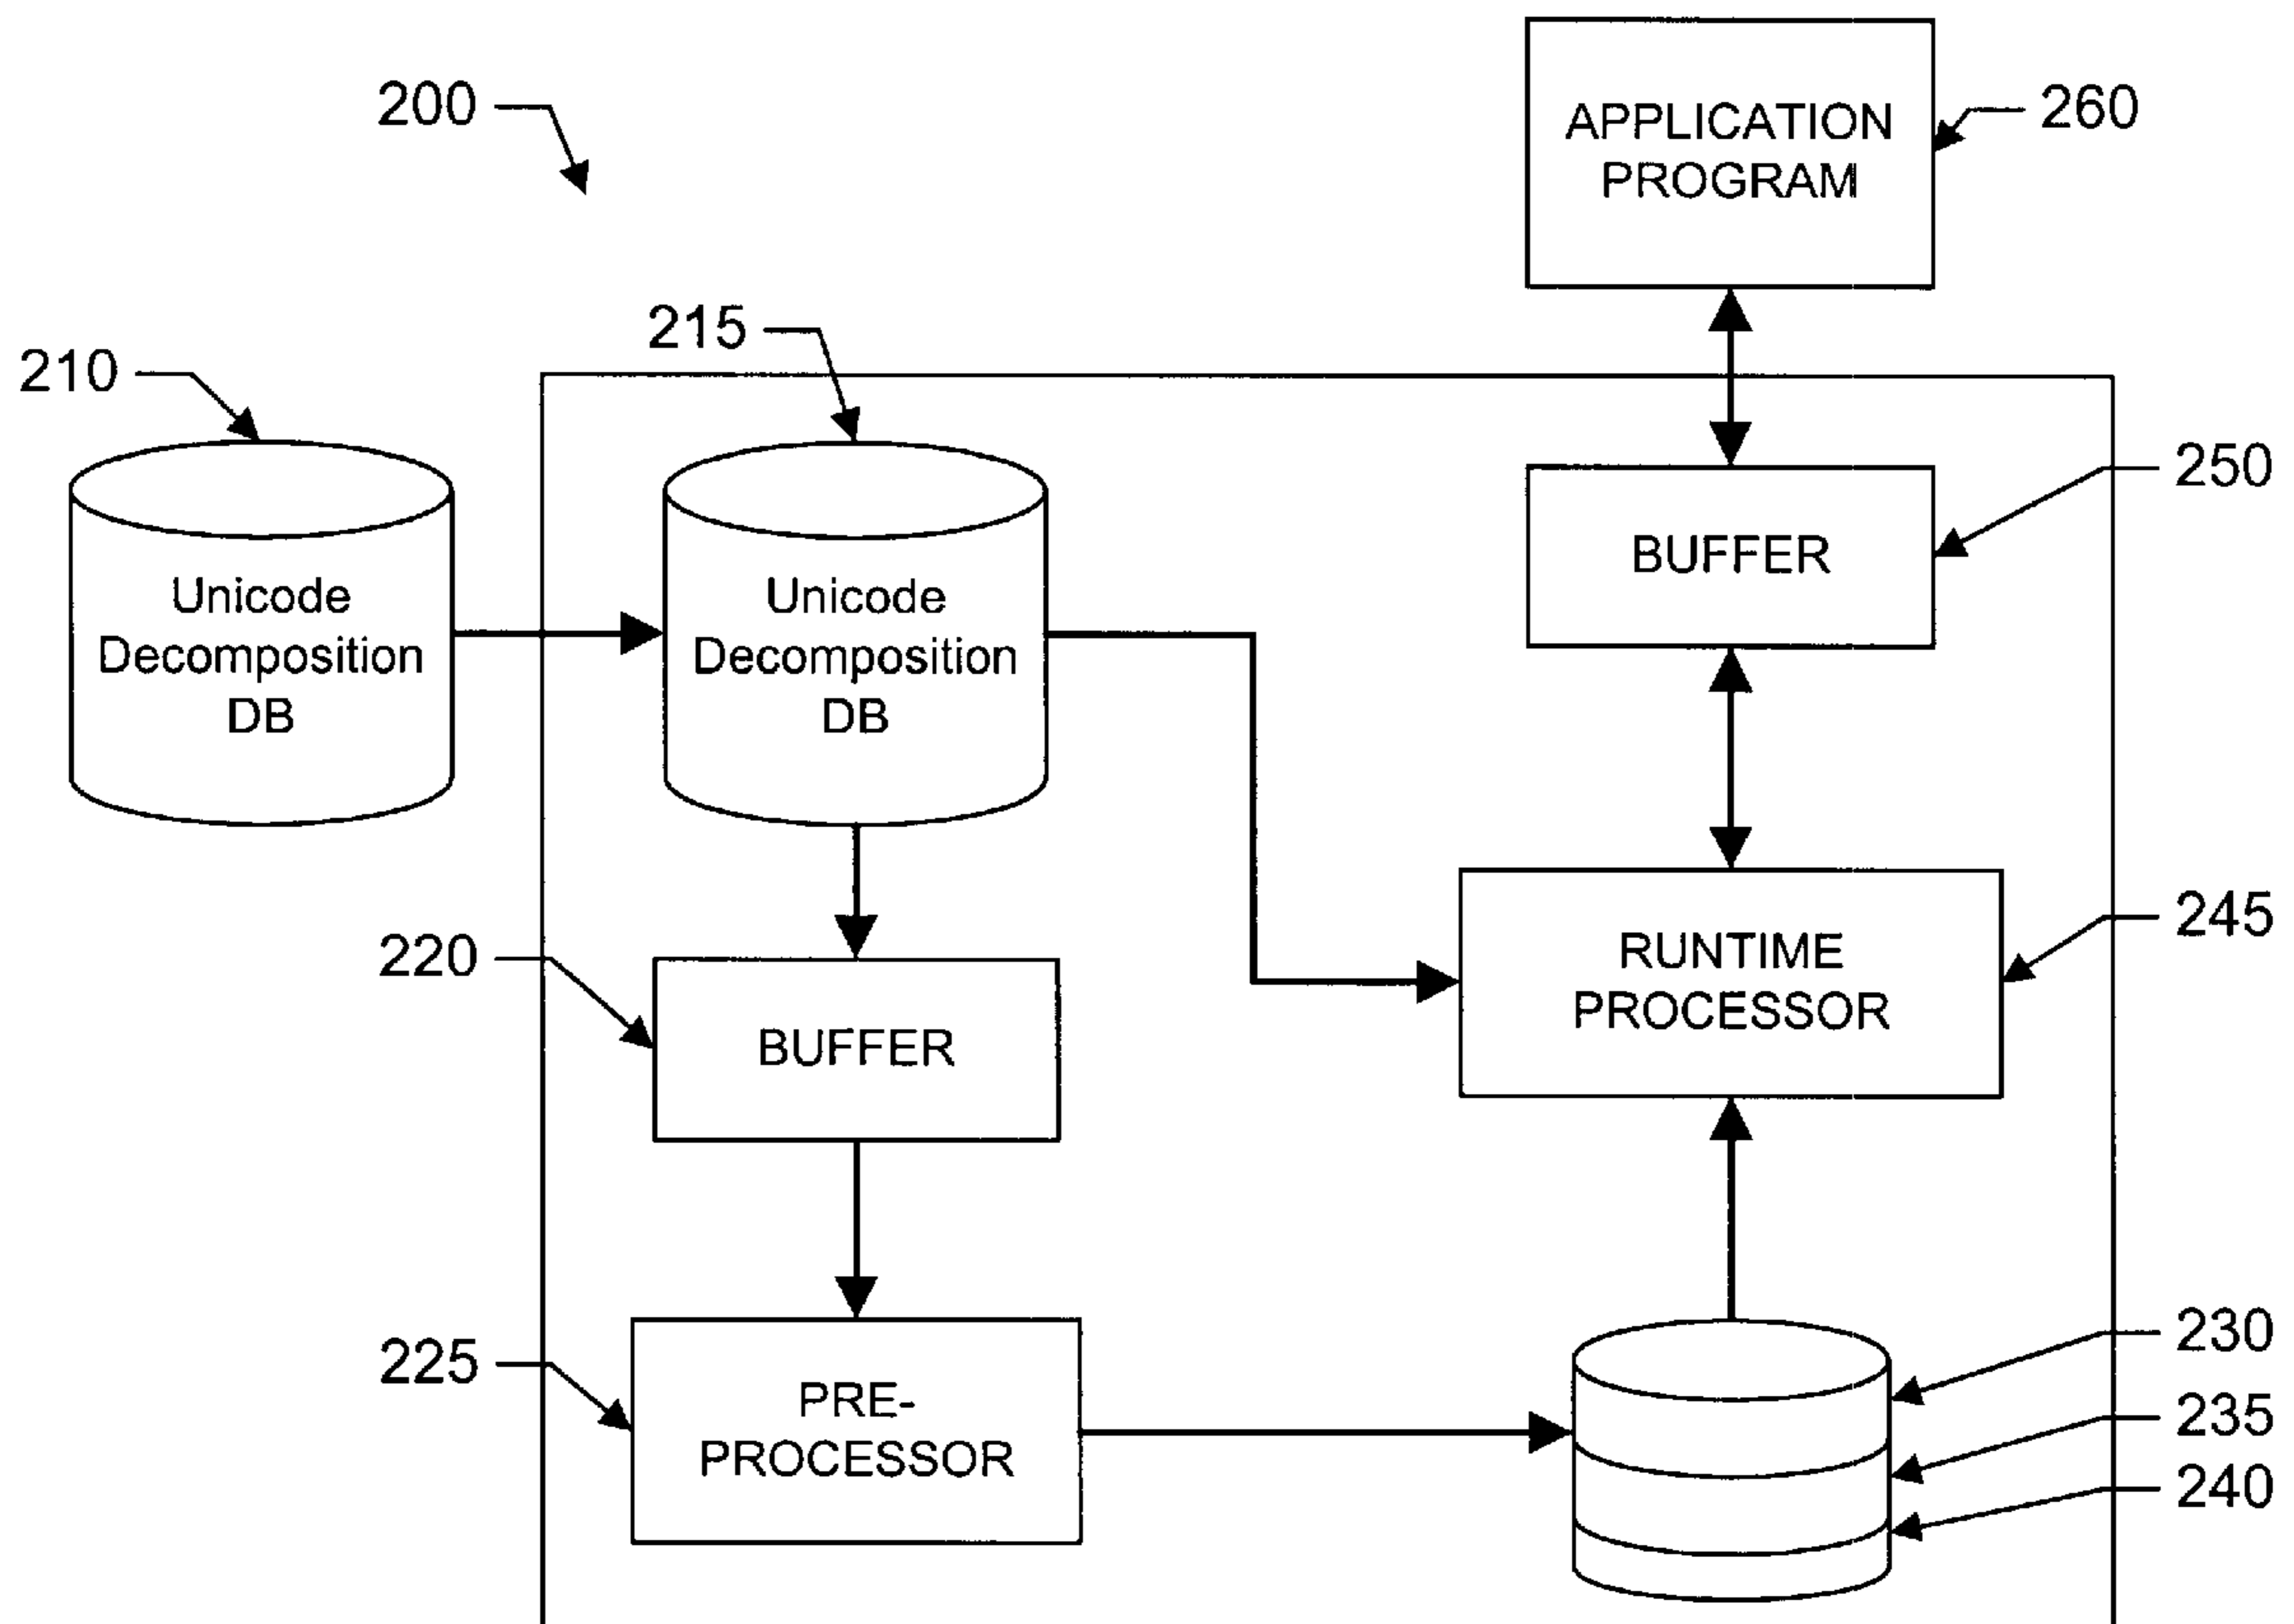 200
APPLICATION
PROGRAM
260
215
210
250
Unicode
Decomposition
DB
Unicode
Decomposition
DB
BUFFER
220
BUFFER
RUNTIME
PROCESSOR
245
225
PRE-
PROCESSOR
230
235
240